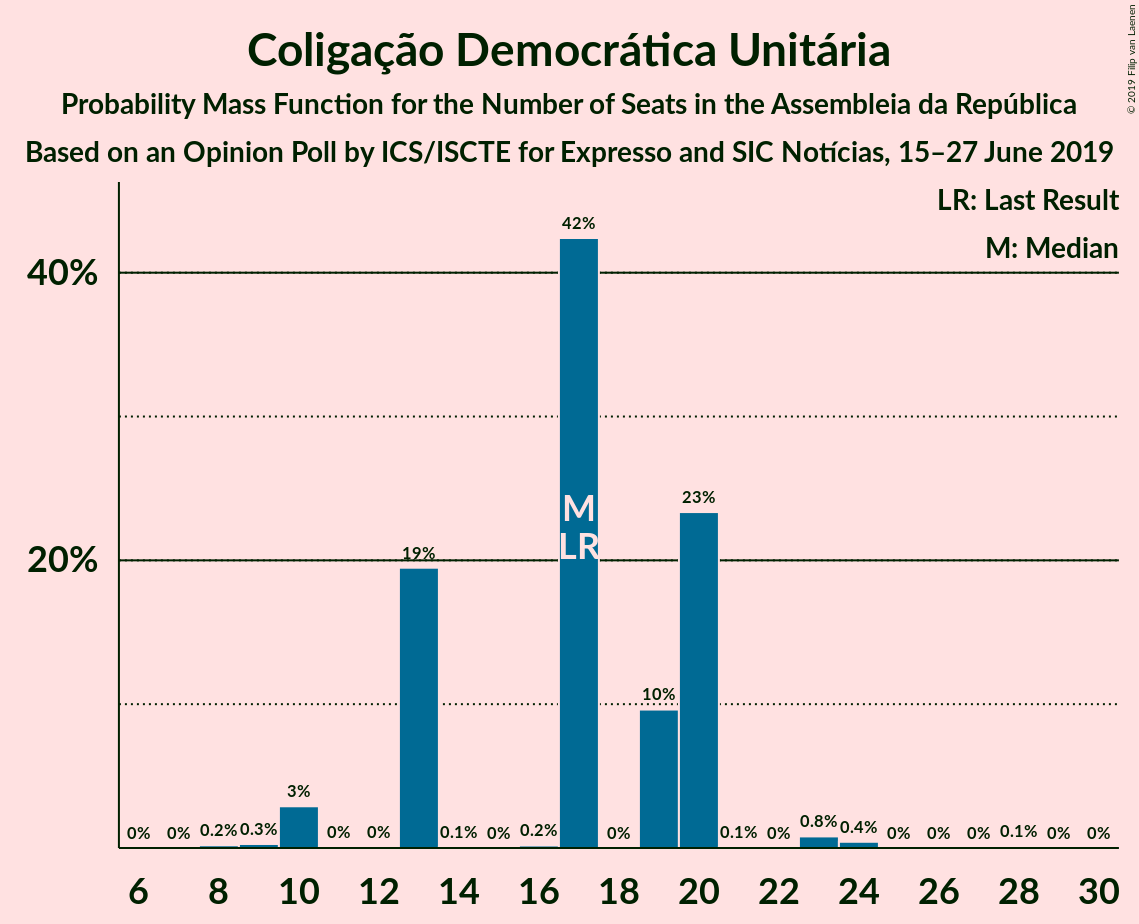 Coligação Democrática Unitária
Probability Mass Function for the Number of Seats in the Assembleia da República
Based on an Opinion Poll by ICS/ISCTE for Expresso and SIC Notícias, 15–27 June 2019
© 2019 Filip van Laenen
LR: Last Result
M: Median
40%
20%
0% 0% 0.2% 0.3% 3% 0% 0% 19% 0.1% 0% 0.2% 42% 0% 10% 23% 0.1% 0% 0.8% 0.4% 0% 0% 0% 0.1% 0% 0%
M
LR
6 8 10 12 14 16 18 20 22 24 26 28 30